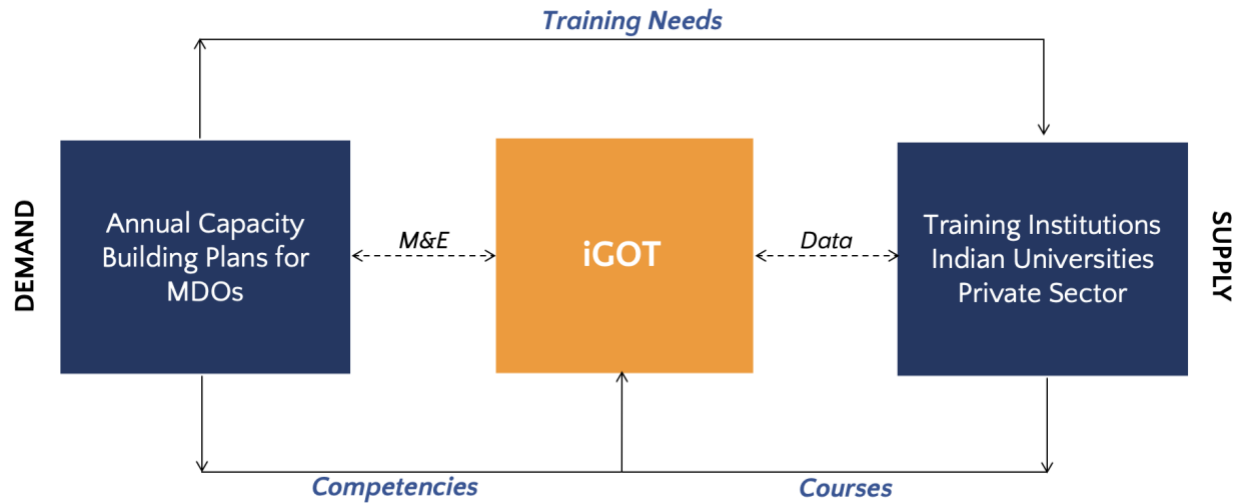 Training Needs
DEMAND
Annual Capacity
Building Plans for
MDOs
M&E
iGOT
Data
Training Institutions
Indian Universities
Private Sector
SUPPLY
Competencies
Courses